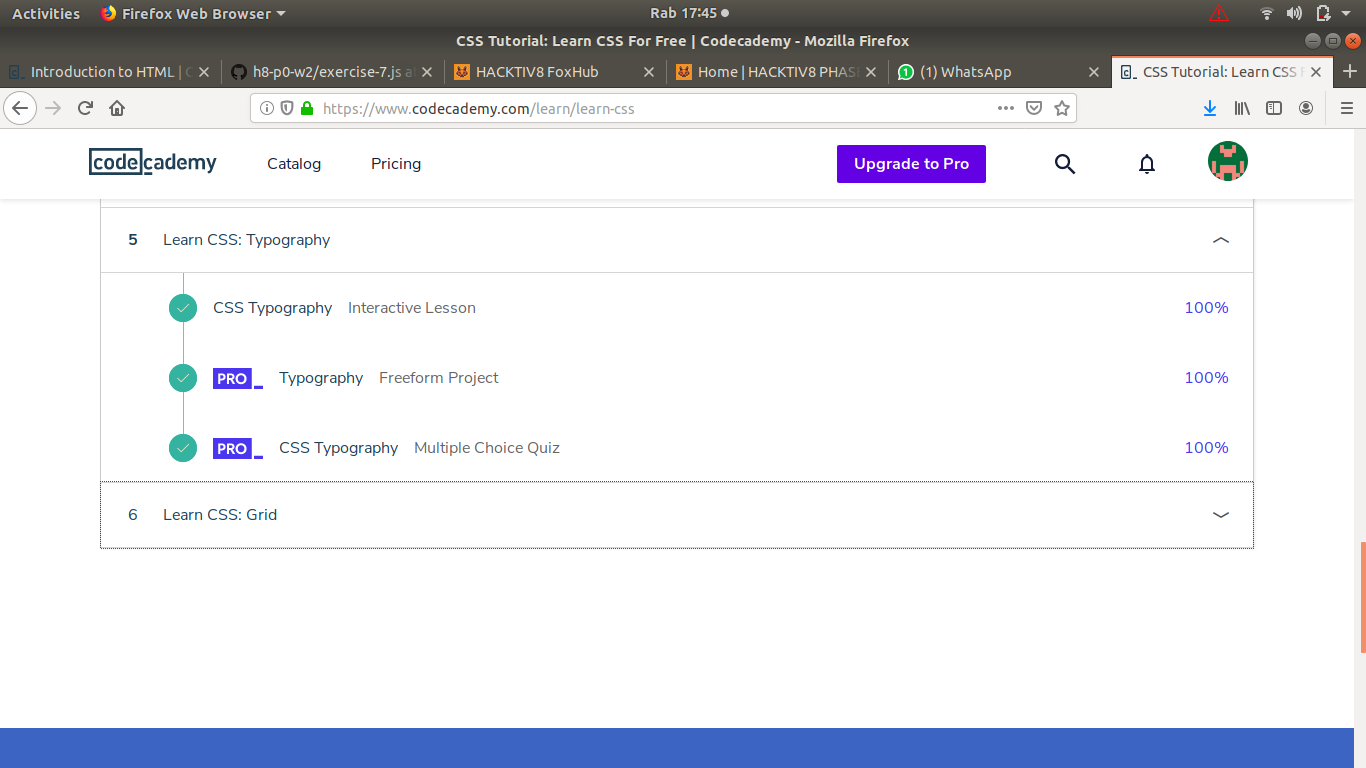 Activities Firefox Web Browser Rab 17:45
CSS Tutorial: Learn CSS For Free | Codecademy - Mozilla Firefox
Introduction to HTML | h8-p0-w2/exercise-7.js HACKTIV8 FoxHub Home | HACKTIV8 PHAS (1) WhatsApp CSS Tutorial: Learn CSS
https://www.codecademy.com/learn/learn-css
codecademy Catalog Pricing Upgrade to Pro
5 Learn CSS: Typography
CSS Typography Interactive Lesson 100%
PRO Typography Freeform Project 100%
PRO CSS Typography Multiple Choice Quiz 100%
6 Learn CSS: Grid